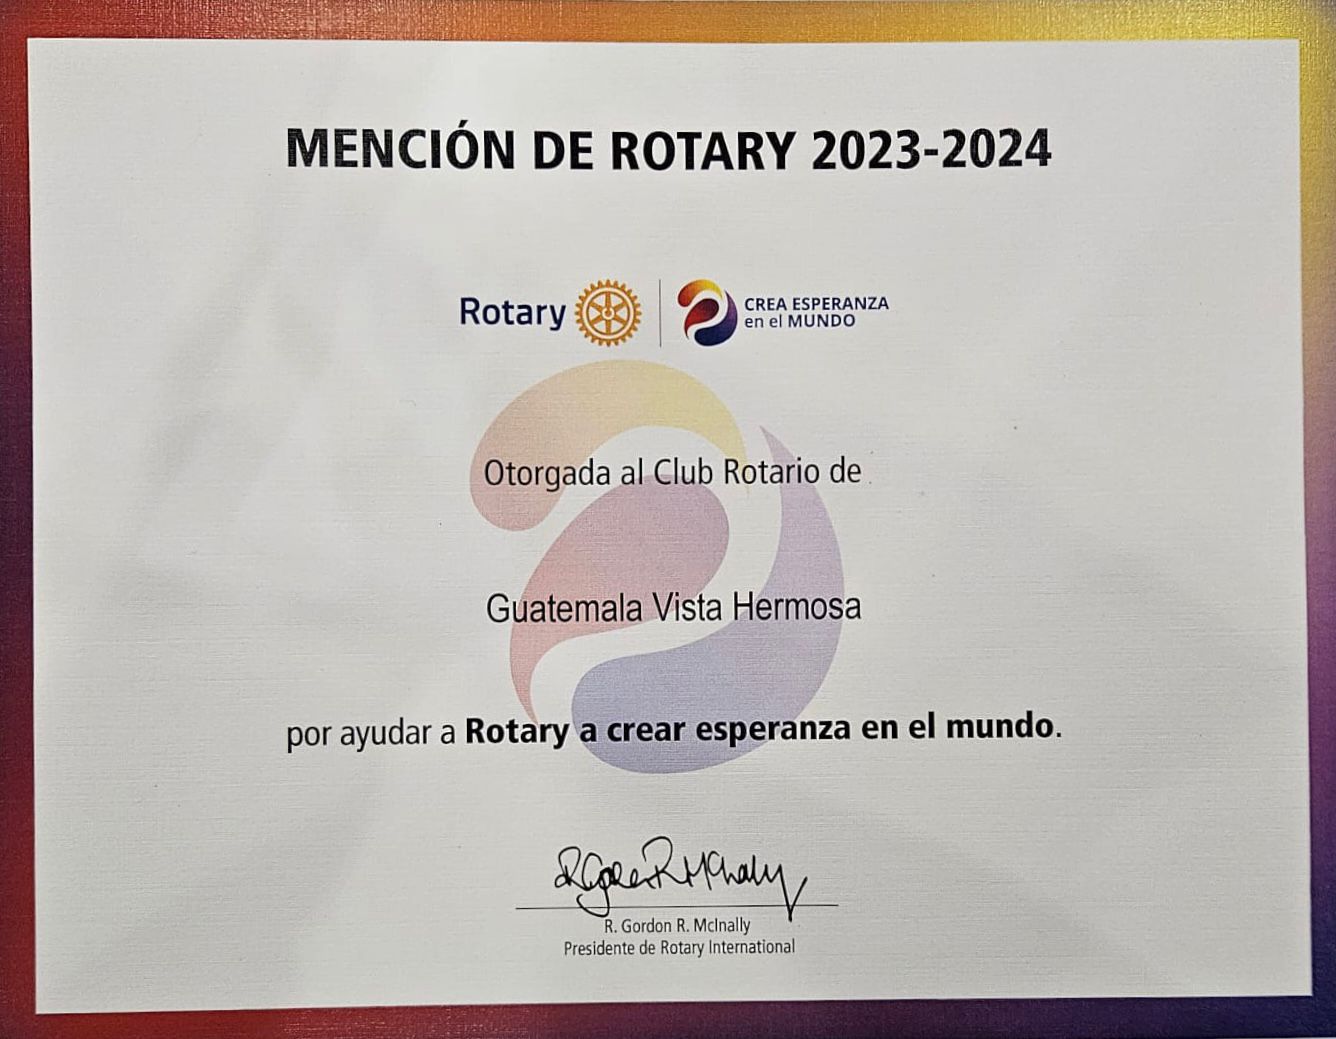 MENCIÓN DE ROTARY 2023-2024
Rotary
CREA ESPERANZA
en el MUNDO
Otorgada al Club Rotario de
Guatemala Vista Hermosa
por ayudar a Rotary a crear esperanza en el mundo.
R. Gordon R. McInally
Presidente de Rotary International